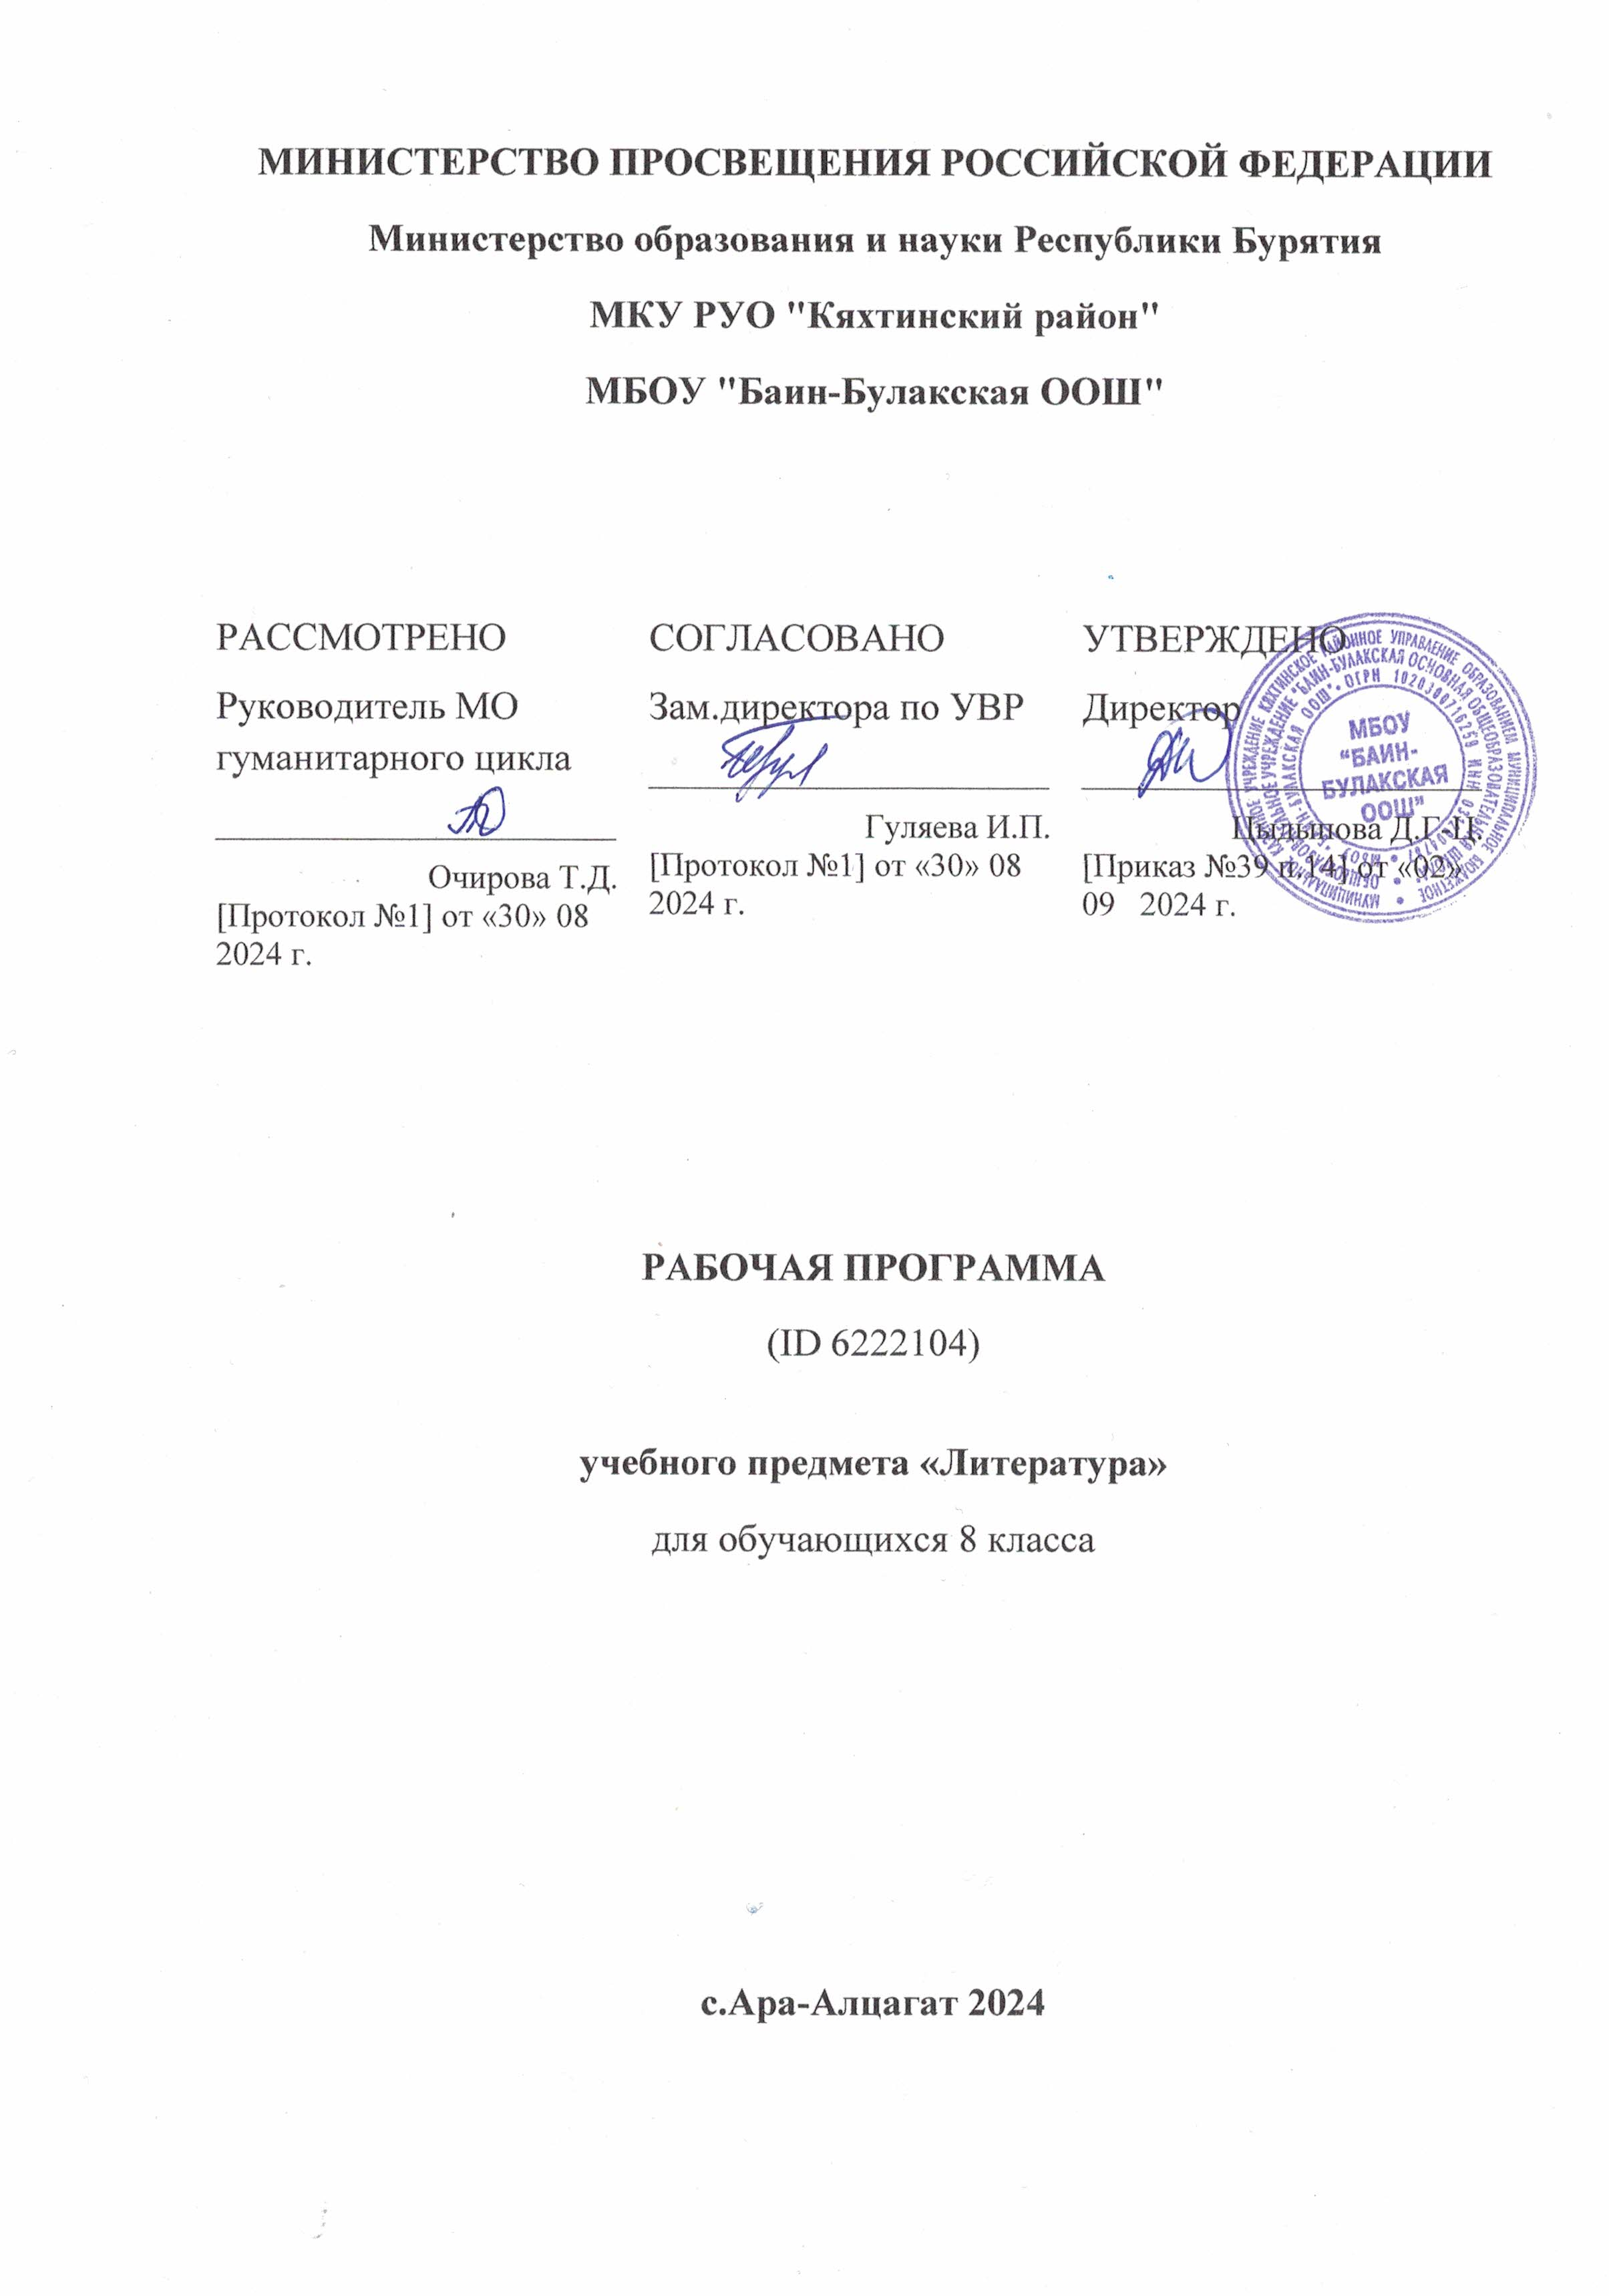 МИНИСТЕРСТВО ПРОСВЕЩЕНИЯ РОССИЙСКОЙ ФЕДЕРАЦИИ
Министерство образования и науки Республики Бурятия
МКУ РУО "Кяхтинский район"
МБОУ "Баин-Булакская ООШ"
РАССМОТРЕНО
Руководитель МО
гуманитарного цикла
Очирова Т.Д.
[Протокол №1] от «30» 08
2024 г.
СОГЛАСОВАНО
Зам.директора по УВР
Гуляева И.П.
[Протокол №1] от «30» 08
2024 г.
УТВЕРЖДЕНО
Директор
Цыдыпова Д.Г-Ц.
[Приказ №39 п.14] от «02»
09 2024 г.
МБОУ
“БАИН-
БУЛАКСКАЯ
ООШ”
РАБОЧАЯ ПРОГРАММА
(ID 6222104)
учебного предмета «Литература»
для обучающихся 8 класса
с.Ара-Алцагат 2024